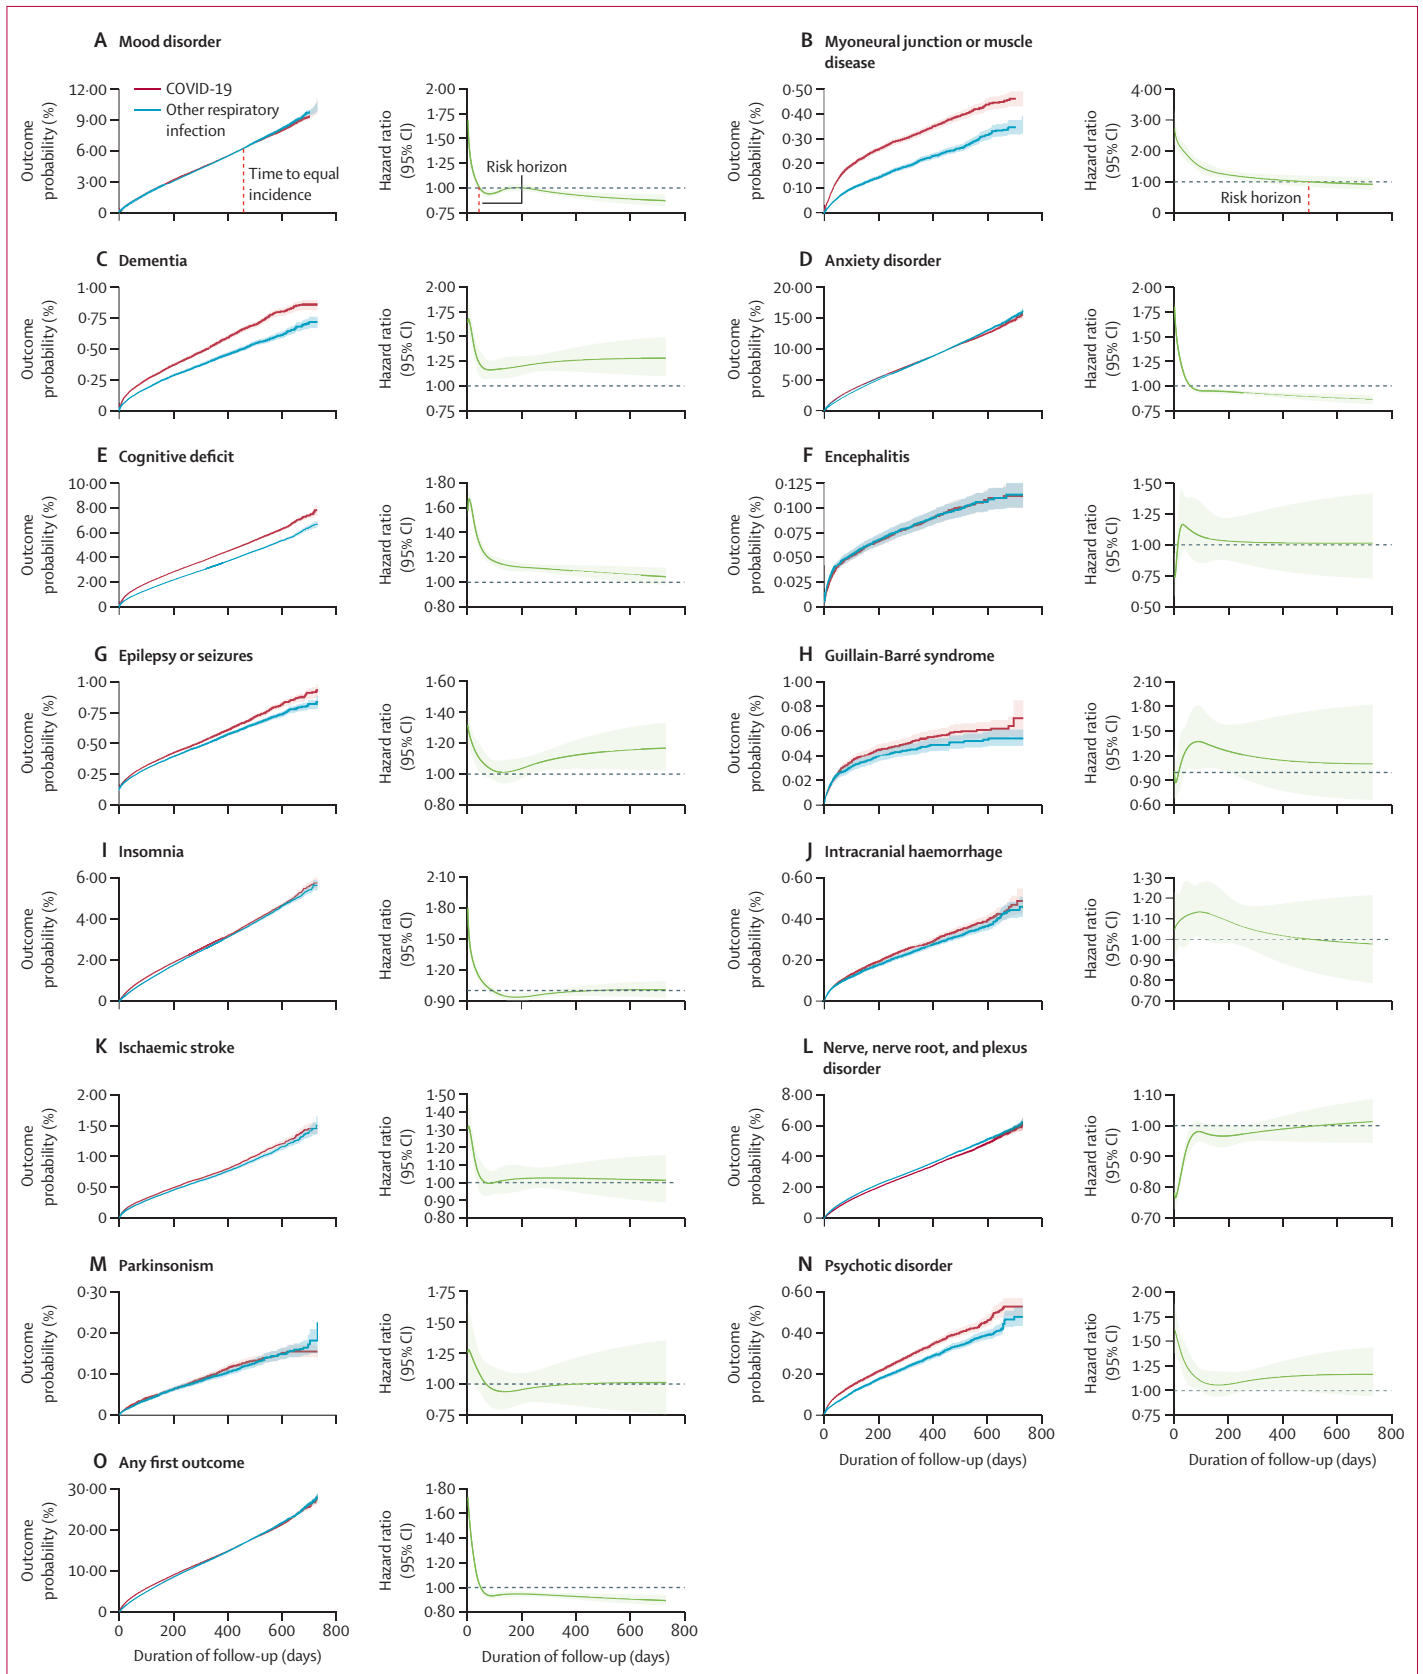 A Mood disorder
Outcome
probability (%)
12·00
9·00
6·00
3·00
0
COVID-19
Other respiratory
infection
Time to equal
incidence
Hazard ratio
(95% CI)
2·00
1·75
1·50
1·25
1·00
0·75
Risk horizon
B Myoneural junction or muscle
disease
Outcome
probability (%)
0·50
0·40
0·30
0·20
0·10
0
Hazard ratio
(95% CI)
4·00
3·00
2·00
1·00
0
Risk horizon
C Dementia
Outcome
probability (%)
1·00
0·75
0·50
0·25
0
Hazard ratio
(95% CI)
2·00
1·75
1·50
1·25
1·00
0·75
D Anxiety disorder
Outcome
probability (%)
20·00
15·00
10·00
5·00
0
Hazard ratio
(95% CI)
2·00
1·75
1·50
1·25
1·00
0·75
E Cognitive deficit
Outcome
probability (%)
10·00
8·00
6·00
4·00
2·00
0
Hazard ratio
(95% CI)
1·80
1·60
1·40
1·20
1·00
0·80
F Encephalitis
Outcome
probability (%)
0·125
0·100
0·075
0·050
0·025
0
Hazard ratio
(95% CI)
1·50
1·25
1·00
0·75
0·50
G Epilepsy or seizures
Outcome
probability (%)
1·00
0·75
0·50
0·25
0
Hazard ratio
(95% CI)
1·60
1·40
1·20
1·00
0·80
H Guillain-Barré syndrome
Outcome
probability (%)
1·00
0·08
0·06
0·04
0·02
0
Hazard ratio
(95% CI)
2·10
1·80
1·50
1·20
0·90
0·60
I Insomnia
Outcome
probability (%)
6·00
4·00
2·00
0
Hazard ratio
(95% CI)
2·10
1·80
1·50
1·20
0·90
J Intracranial haemorrhage
Outcome
probability (%)
0·60
0·40
0·20
0
Hazard ratio
(95% CI)
1·30
1·20
1·10
1·00
0·90
0·80
0·70
K Ischaemic stroke
Outcome
probability (%)
2·00
1·50
1·00
0·50
0
Hazard ratio
(95% CI)
1·50
1·40
1·30
1·20
1·10
1·00
0·90
0·80
L Nerve, nerve root, and plexus
disorder
Outcome
probability (%)
8·00
6·00
4·00
2·00
0
Hazard ratio
(95% CI)
1·10
1·00
0·90
0·80
0·70
M Parkinsonism
Outcome
probability (%)
0·30
0·20
0·10
0
Hazard ratio
(95% CI)
1·75
1·50
1·25
1·00
0·75
N Psychotic disorder
Outcome
probability (%)
0·60
0·40
0·20
0
0 200 400 600 800
Duration of follow-up (days)
Hazard ratio
(95% CI)
2·00
1·75
1·50
1·25
1·00
0·75
0 200 400 600 800
Duration of follow-up (days)
O Any first outcome
Outcome
probability (%)
30·00
20·00
10·00
0
0 200 400 600 800
Duration of follow-up (days)
Hazard ratio
(95% CI)
1·80
1·60
1·40
1·20
1·00
0·80
0 200 400 600 800
Duration of follow-up (days)